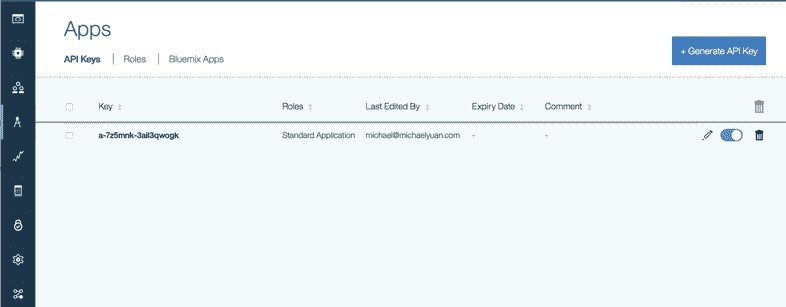 Apps
+ Generate API Key
API Keys Roles Bluemix Apps
Key Roles Last Edited By Expiry Date Comment
a-7z5mnk-3ail3qwogk Standard Application michael@michaelyuan.com - -